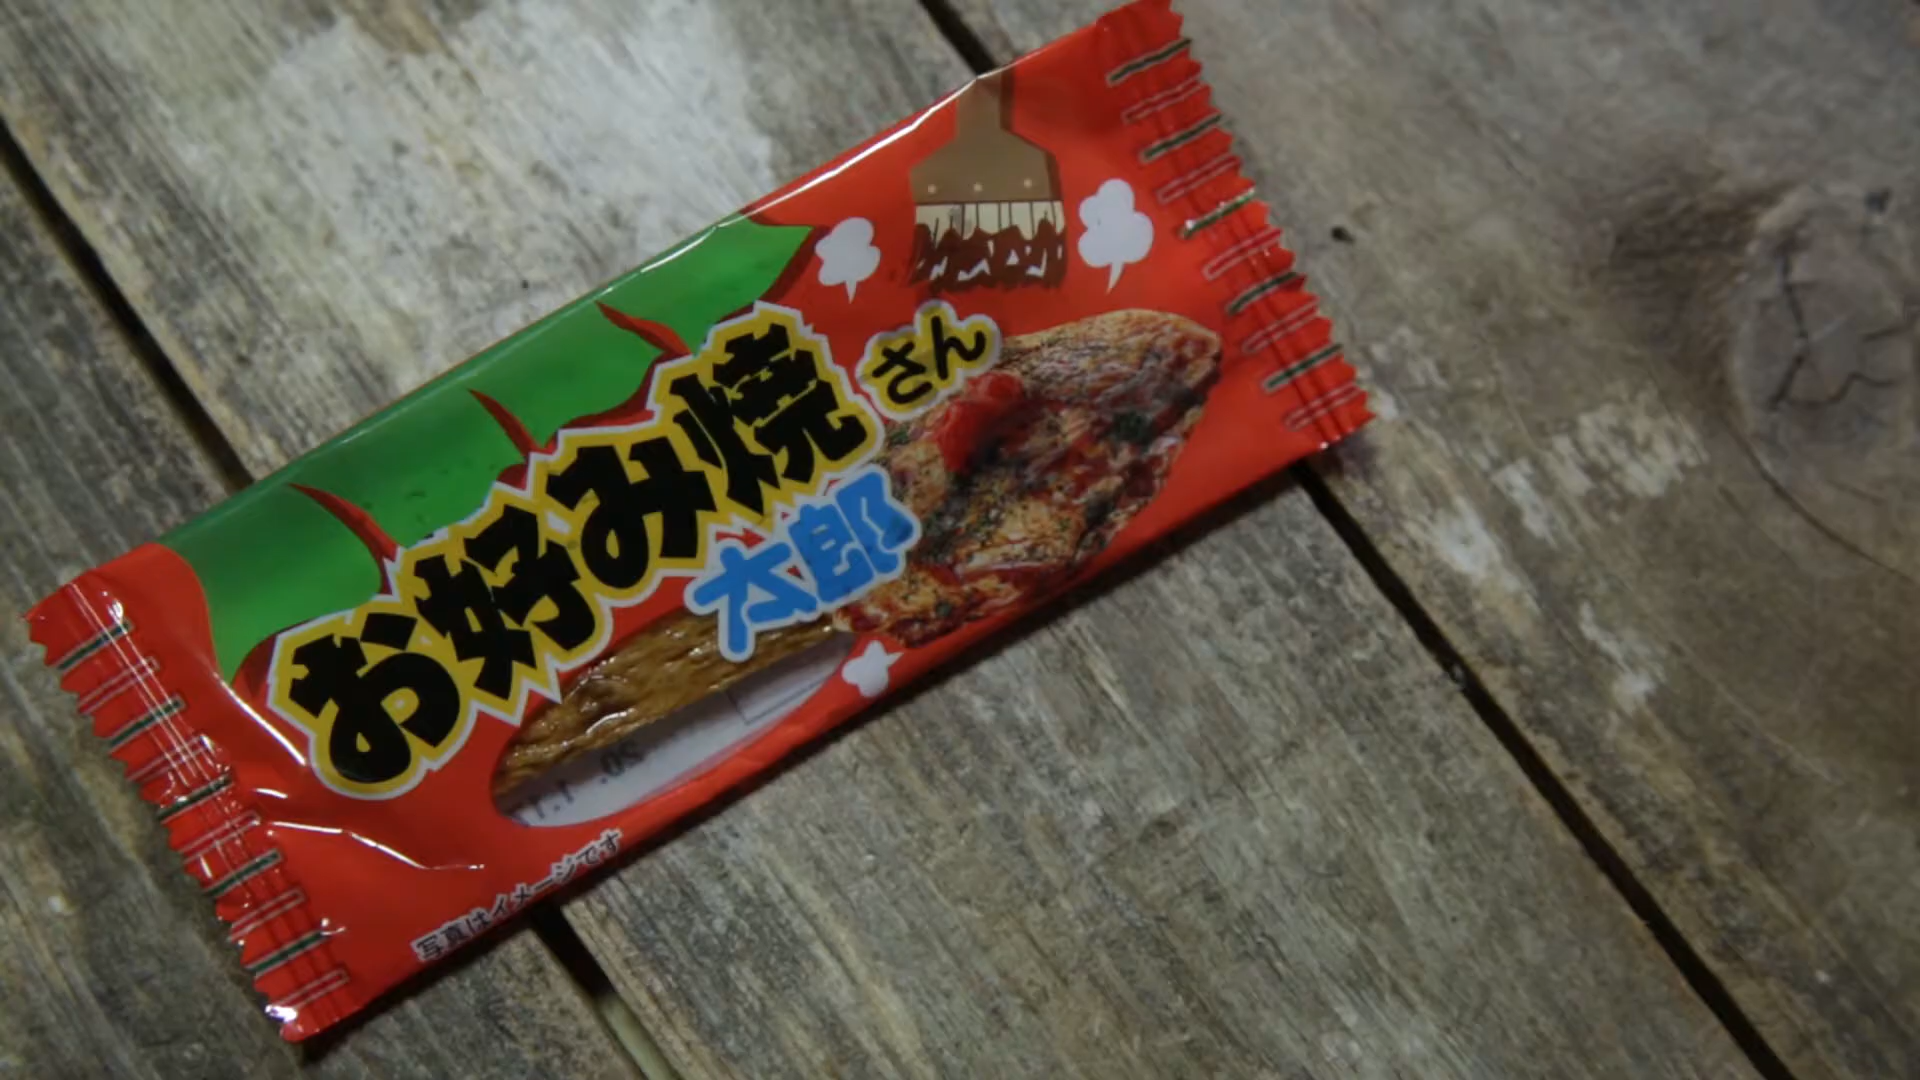 お好み焼さん
太郎
写真はイメージです